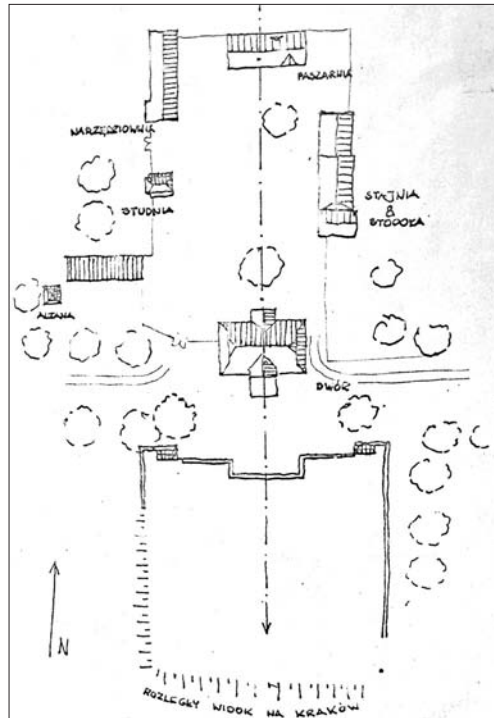 PASZARNIA
NARZĘDZIOWNIA
STUDNIA
STAJNIA
&
STODOŁA
ALTANA
DWÓR
N
ROZLEGŁY WIDOK NA KRAKÓW